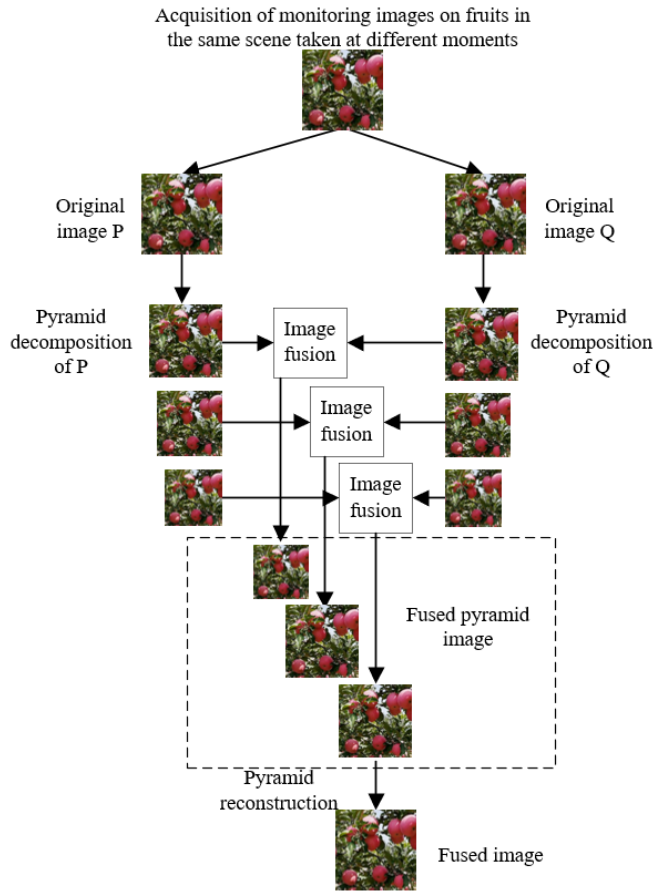 Acquisition of monitoring images on fruits in
the same scene taken at different moments
Original
image P
Original
image Q
Pyramid
decomposition
of P
Image
fusion
Pyramid
decomposition of
Q
Image
fusion
Image
fusion
Fused pyramid
image
Pyramid
reconstruction
Fused image